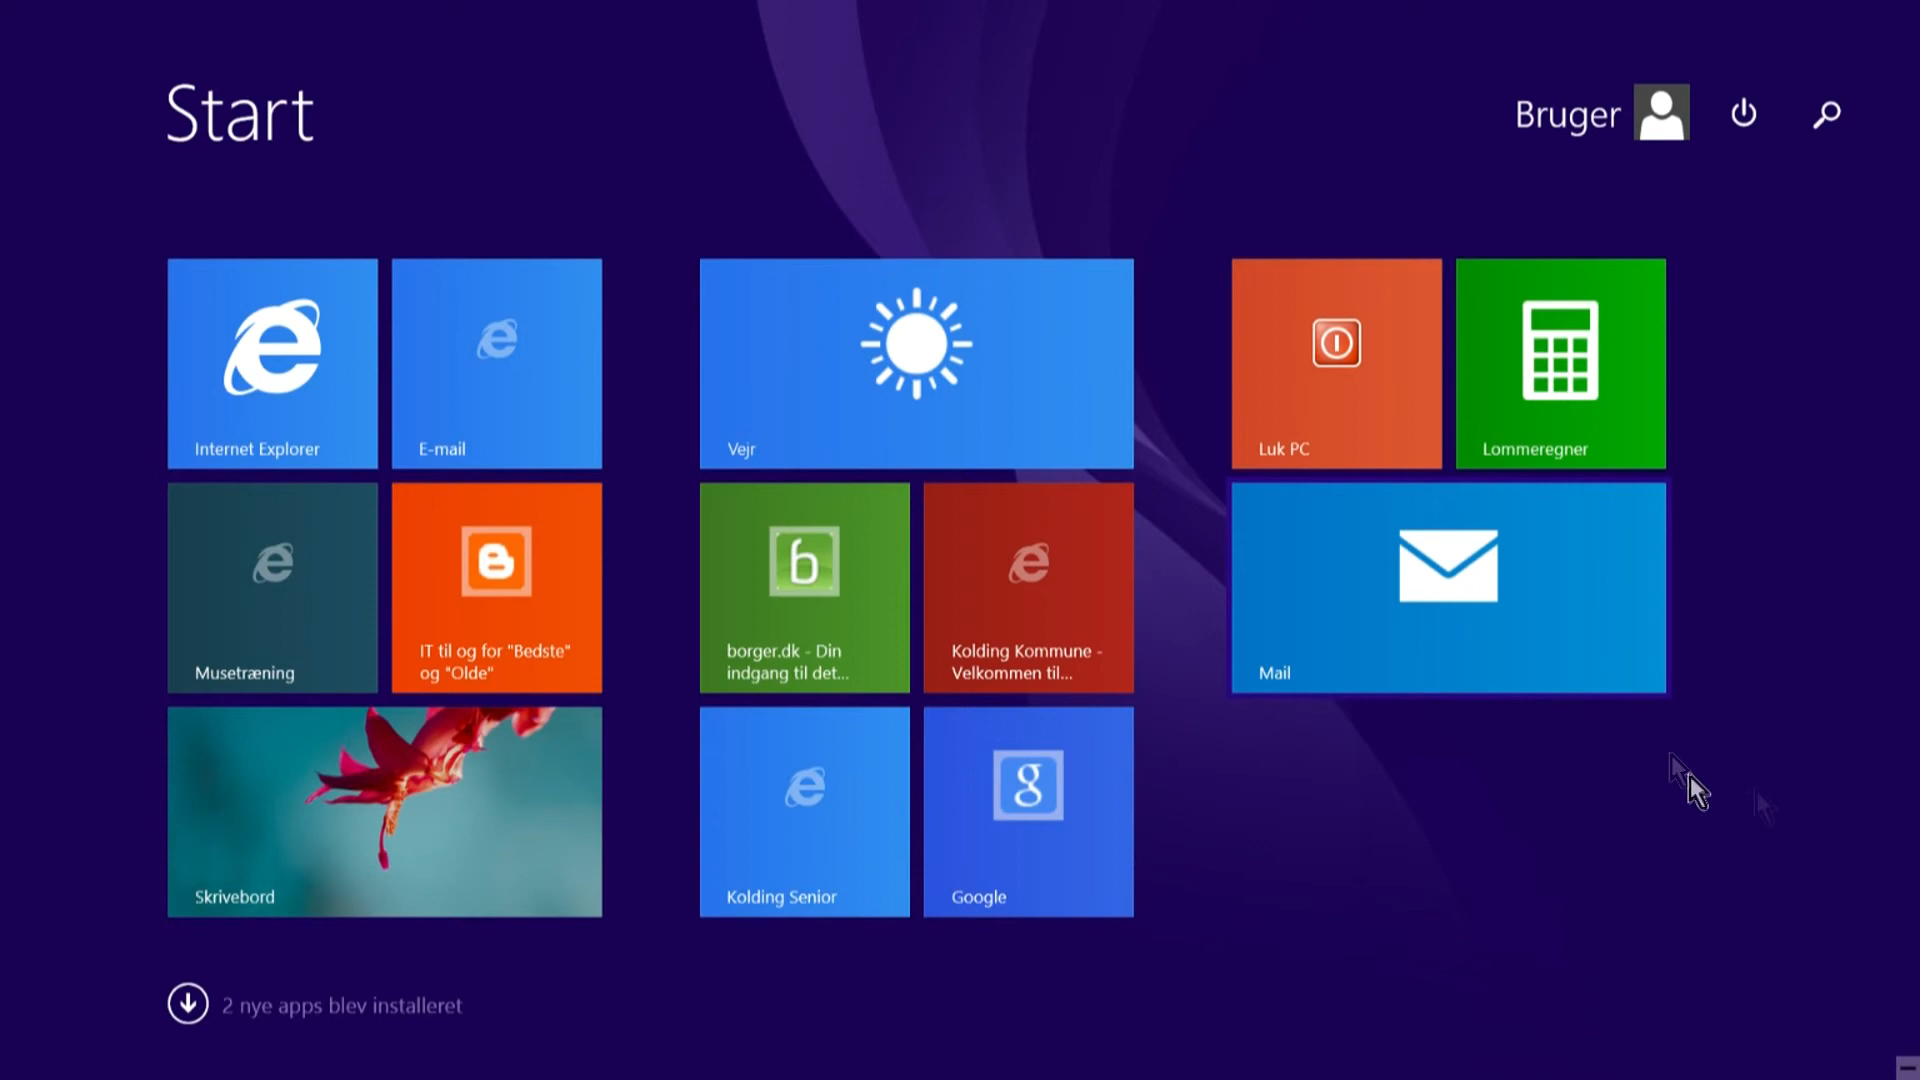 Start
Bruger
Internet Explorer
E-mail
Vejr
Luk PC
Lommeregner
Musetræning
IT til og for "Bedste"
og "Olde"
borger.dk - Din
indgang til det...
Kolding Kommune -
Velkommen til...
Mail
Skrivebord
Kolding Senior
Google
2 nye apps blev installeret